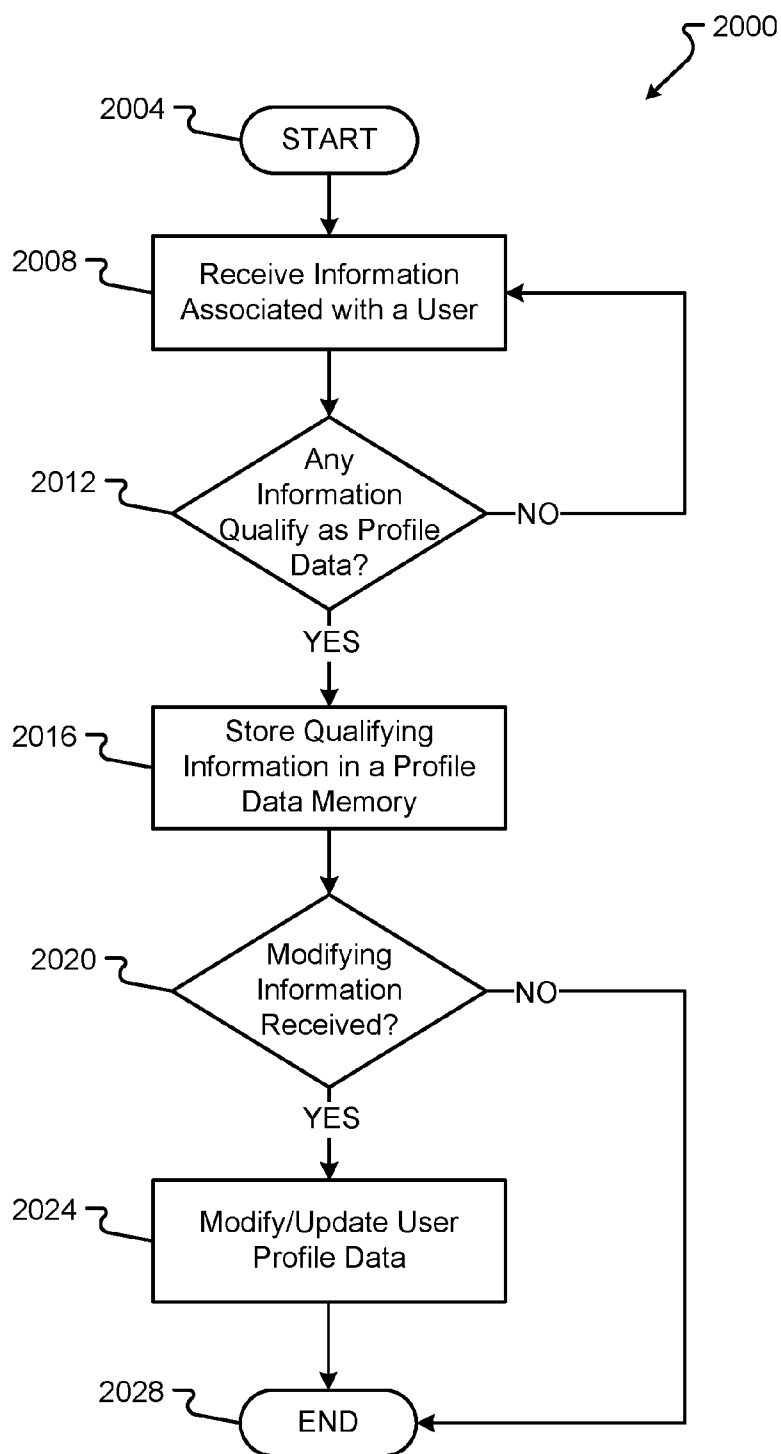 2000
2004
START
2008
Receive Information
Associated with a User
2012
Any
Information
Qualify as Profile
Data?
NO
YES
2016
Store Qualifying
Information in a Profile
Data Memory
2020
Modifying
Information
Received?
NO
YES
2024
Modify/Update User
Profile Data
2028
END